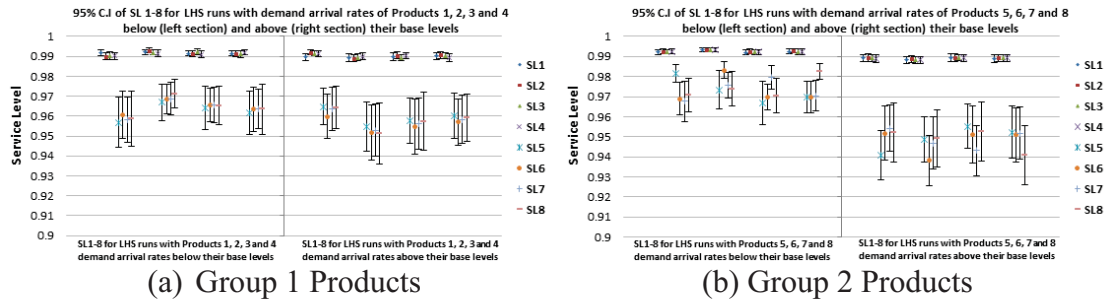 95% C.I of SL 1-8 for LHS runs with demand arrival rates of Products 1, 2, 3 and 4
below (left section) and above (right section) their base levels
1
0.99
0.98
0.97
0.96
0.95
0.94
0.93
0.92
0.91
0.9
Service Level
SL1
SL2
SL3
SL4
SL5
SL6
SL7
SL8
SL1-8 for LHS runs with Products 1, 2, 3 and 4
demand arrival rates below their base levels
SL1-8 for LHS runs with Products 1, 2, 3 and 4
demand arrival rates above their base levels
(a) Group 1 Products
95% C.I of SL 1-8 for LHS runs with demand arrival rates of Products 5, 6, 7 and 8
below (left section) and above (right section) their base levels
1
0.99
0.98
0.97
0.96
0.95
0.94
0.93
0.92
0.91
0.9
Service Level
SL1
SL2
SL3
SL4
SL5
SL6
SL7
SL8
SL1-8 for LHS runs with Products 5, 6, 7 and 8
demand arrival rates below their base levels
SL1-8 for LHS runs with Products 5, 6, 7 and 8
demand arrival rates above their base levels
(b) Group 2 Products